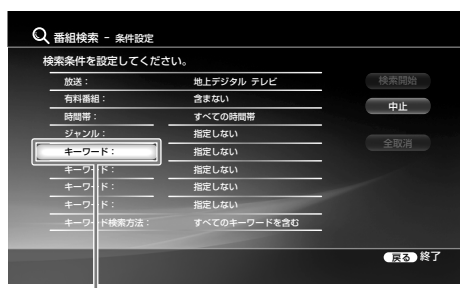 番組検索 - 条件設定
検索条件を設定してください。
放送： 地上デジタル テレビ 検索開始
有料番組： 含まない 中止
時間帯： すべての時間帯
ジャンル： 指定しない 全取消
キーワード： 指定しない
キーワード： 指定しない
キーワード： 指定しない
キーワード： 指定しない
キーワード検索方法： すべてのキーワードを含む
戻る 終了